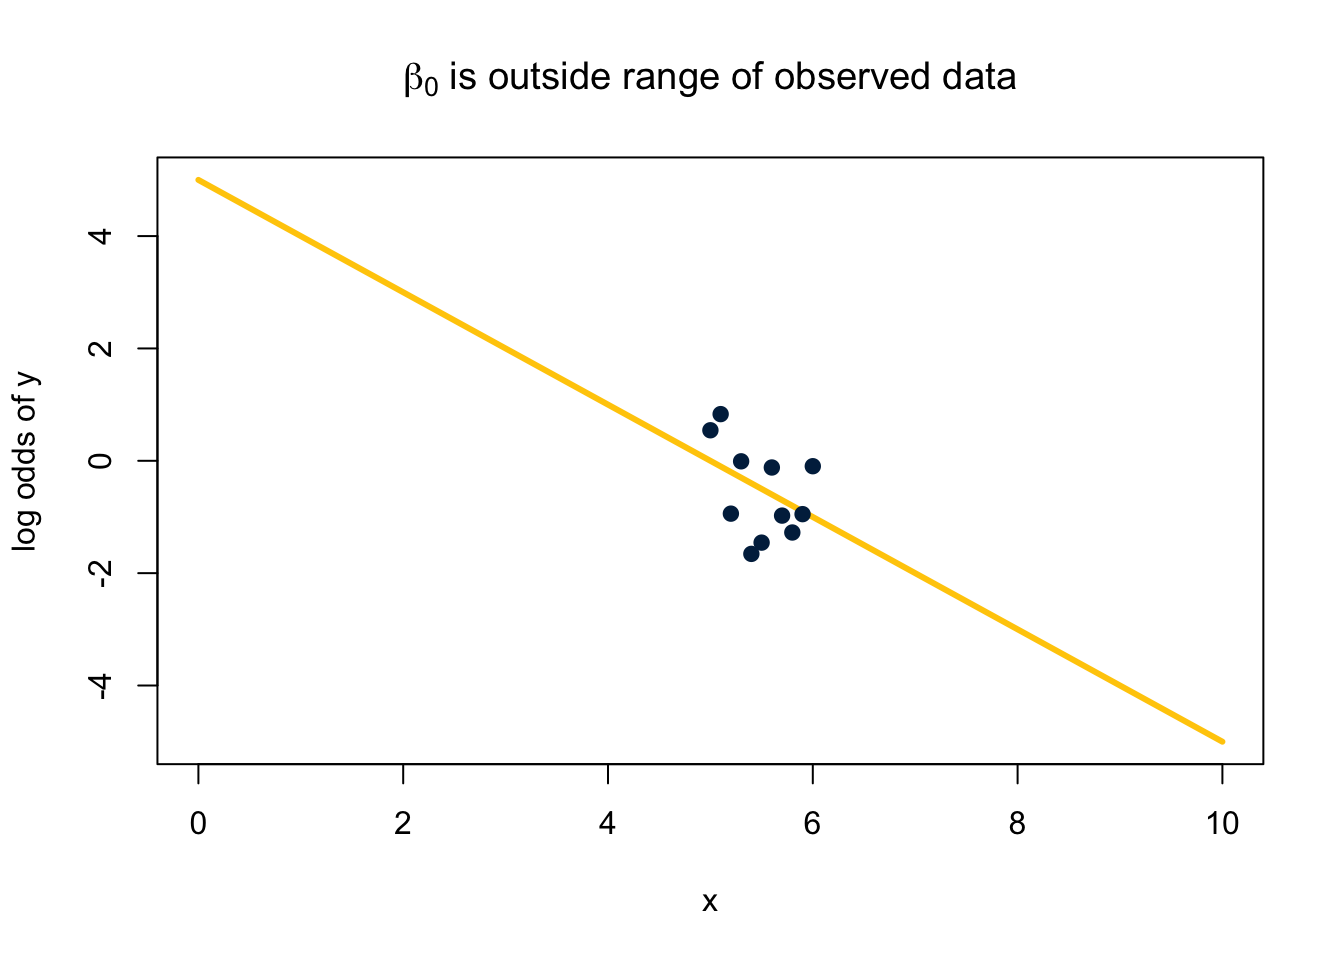 β₀ is outside range of observed data
log odds of y
4
2
0
-2
-4
0 2 4 6 8 10
x